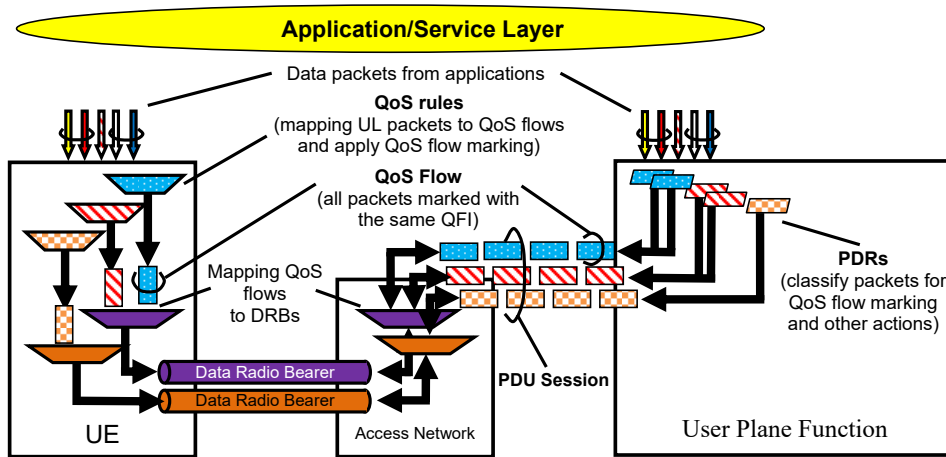 Application/Service Layer
Data packets from applications
QoS rules
(mapping UL packets to QoS flows
and apply QoS flow marking)
QoS Flow
(all packets marked with
the same QFI)
Mapping QoS
flows
to DRBs
PDRs
(classify packets for
QoS flow marking
and other actions)
Data Radio Bearer
Data Radio Bearer
PDU Session
UE
Access Network
User Plane Function